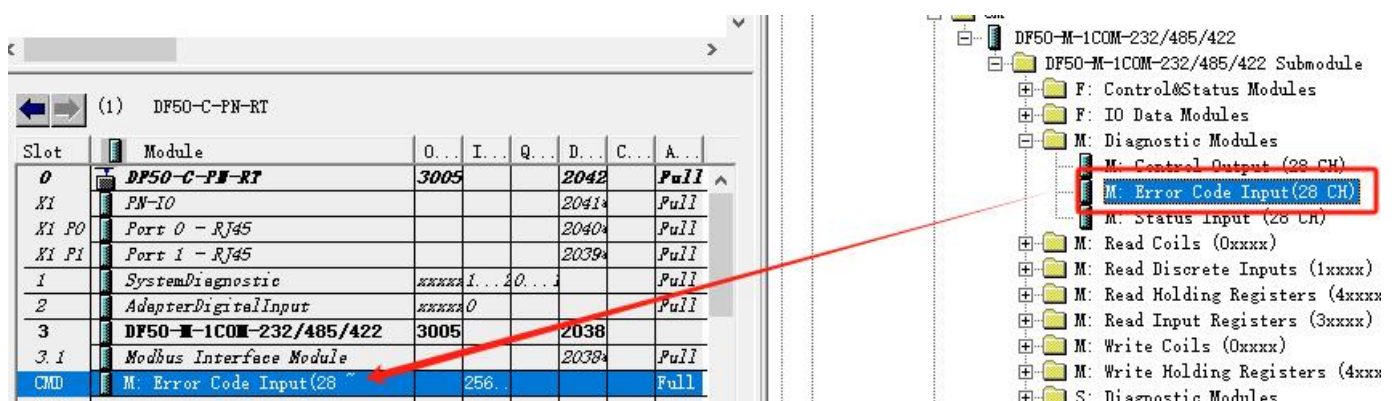 (1) DF50-C-PN-RT
Slot Module O... I... Q... D... C... A...
0 DF50-C-PN-RT 3005 2042 Full
X1 PN-IO 2041* Full
X1 P0 Port 0 - RJ45 2040* Full
X1 P1 Port 1 - RJ45 2039* Full
1 SystemDiagnostic Full
2 AdapterDigitalInput 0 Full
3 DF50-M-1COM-232/485/422 3005 2038
3.1 Modbus Interface Module 2039* Full
CMD M: Error Code Input(28 ~ 256.. Full
DF50-M-1COM-232/485/422
DF50-M-1COM-232/485/422 Submodule
F: Control&Status Modules
F: IO Data Modules
M: Diagnostic Modules
M: Control Output (28 CH)
M: Error Code Input(28 CH)
M: Status Input (28 CH)
M: Read Coils (0xxxx)
M: Read Discrete Inputs (1xxxx)
M: Read Holding Registers (4xxxx
M: Read Input Registers (3xxxx)
M: Write Coils (0xxxx)
M: Write Holding Registers (4xxx
S: Diagnostic Modules